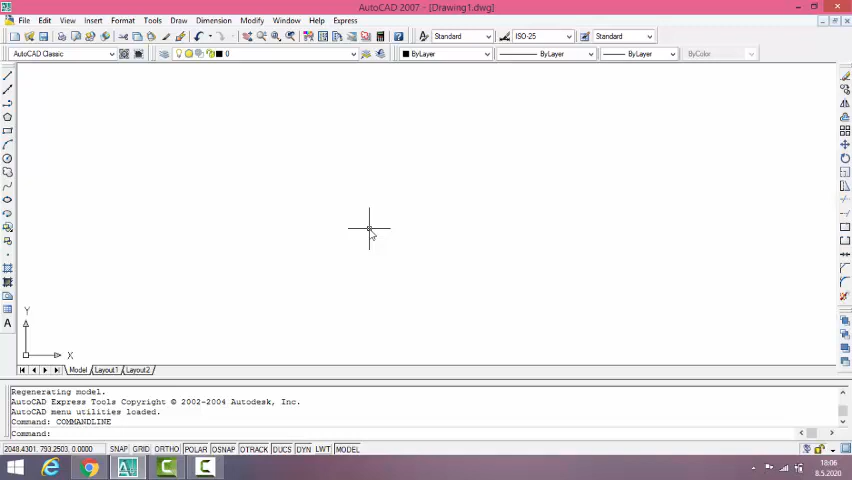 AutoCAD 2007 - [Drawing1.dwg]
File Edit View Insert Format Tools Draw Dimension Modify Window Help Express
Standard ISO-25 Standard
AutoCAD Classic 0 ByLayer ByLayer ByLayer ByColor
A
Y
X
Model Layout1 Layout2
Regenerating model.
AutoCAD Express Tools Copyright © 2002-2004 Autodesk, Inc.
AutoCAD menu utilities loaded.
Command: COMMANDLINE
Command:
2048.4301, 793.2503, 0.0000 SNAP GRID ORTHO POLAR OSNAP OTRACK DUCS DYN LWT MODEL
18:06
8.5.2020